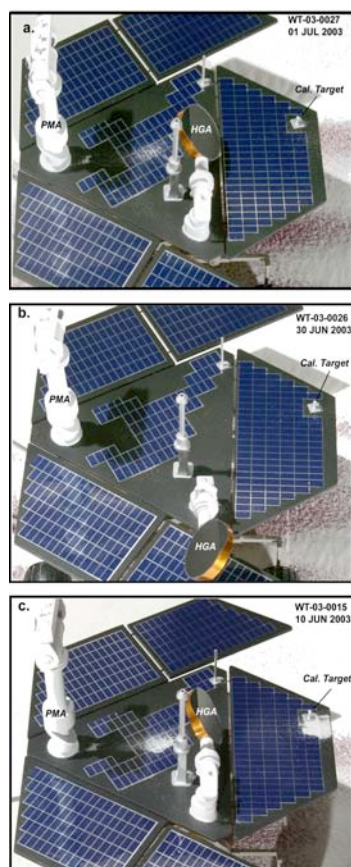 a.
WT-03-0027
01 JUL 2003
Cal. Target
PMA
HGA
b.
WT-03-0026
30 JUN 2003
Cal. Target
PMA
HGA
c.
WT-03-0015
10 JUN 2003
Cal. Target
PMA
HGA